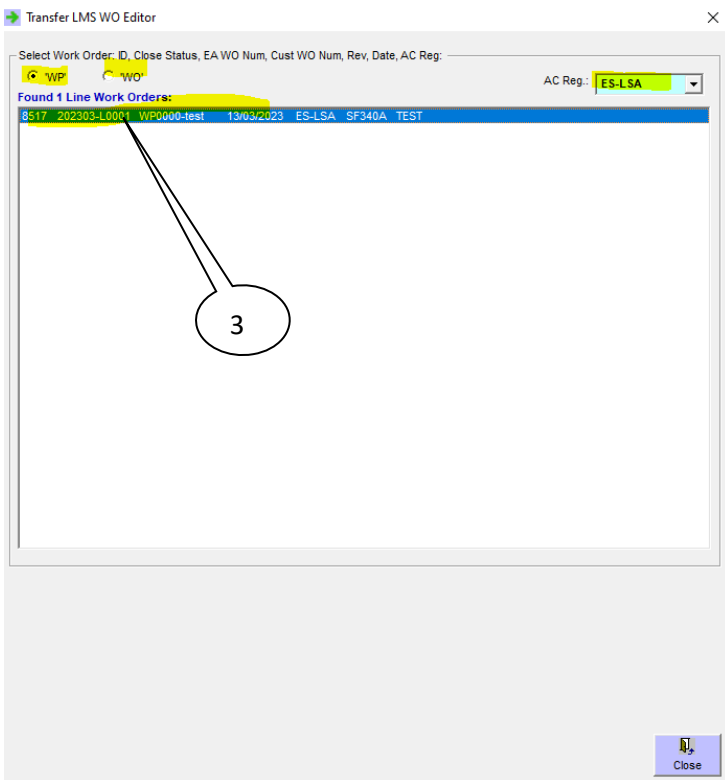 Transfer LMS WO Editor
Select Work Order: ID, Close Status, EA WO Num, Cust WO Num, Rev, Date, AC Reg:
'WP' 'WO' AC Reg.: ES-LSA
Found 1 Line Work Orders:
8517 202303-L0001 WP0000-test 13/03/2023 ES-LSA SF340A TEST
3
Close